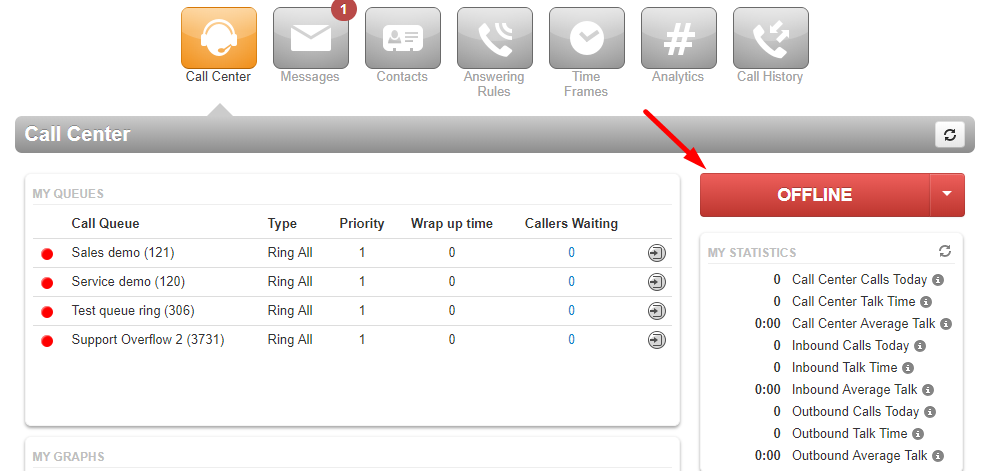 1
Call Center
Messages
Contacts
Answering
Rules
Time
Frames
Analytics
Call History
Call Center
OFFLINE
MY QUEUES
Call Queue Type Priority Wrap up time Callers Waiting
Sales demo (121) Ring All 1 0 0
Service demo (120) Ring All 1 0 0
Test queue ring (306) Ring All 1 0 0
Support Overflow 2 (3731) Ring All 1 0 0
MY STATISTICS
0 Call Center Calls Today
0 Call Center Talk Time
0:00 Call Center Average Talk
0 Inbound Calls Today
0 Inbound Talk Time
0:00 Inbound Average Talk
0 Outbound Calls Today
0 Outbound Talk Time
0:00 Outbound Average Talk
MY GRAPHS